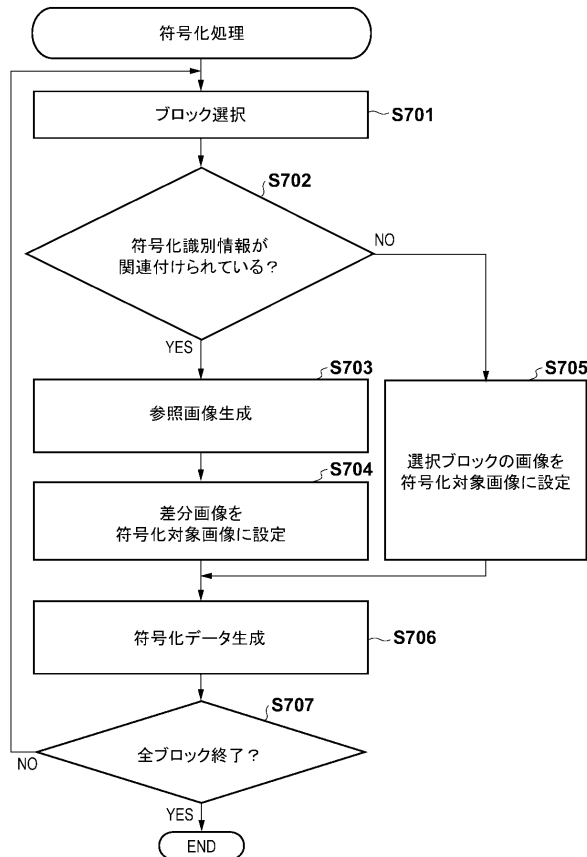 符号化処理
ブロック選択
S701
S702
符号化識別情報が
関連付けられている？
NO
YES
S703
参照画像生成
S705
選択ブロックの画像を
符号化対象画像に設定
S704
差分画像を
符号化対象画像に設定
符号化データ生成
S706
S707
全ブロック終了？
NO
YES
END